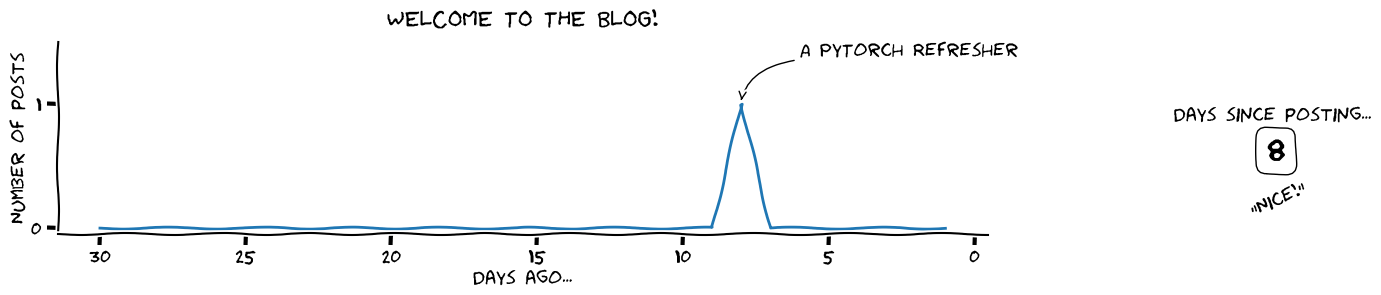 WELCOME TO THE BLOG!
A PYTORCH REFRESHER
NUMBER OF POSTS
1
0
30 25 20 15 10 5 0
DAYS AGO...
DAYS SINCE POSTING...
8
"NICE!"